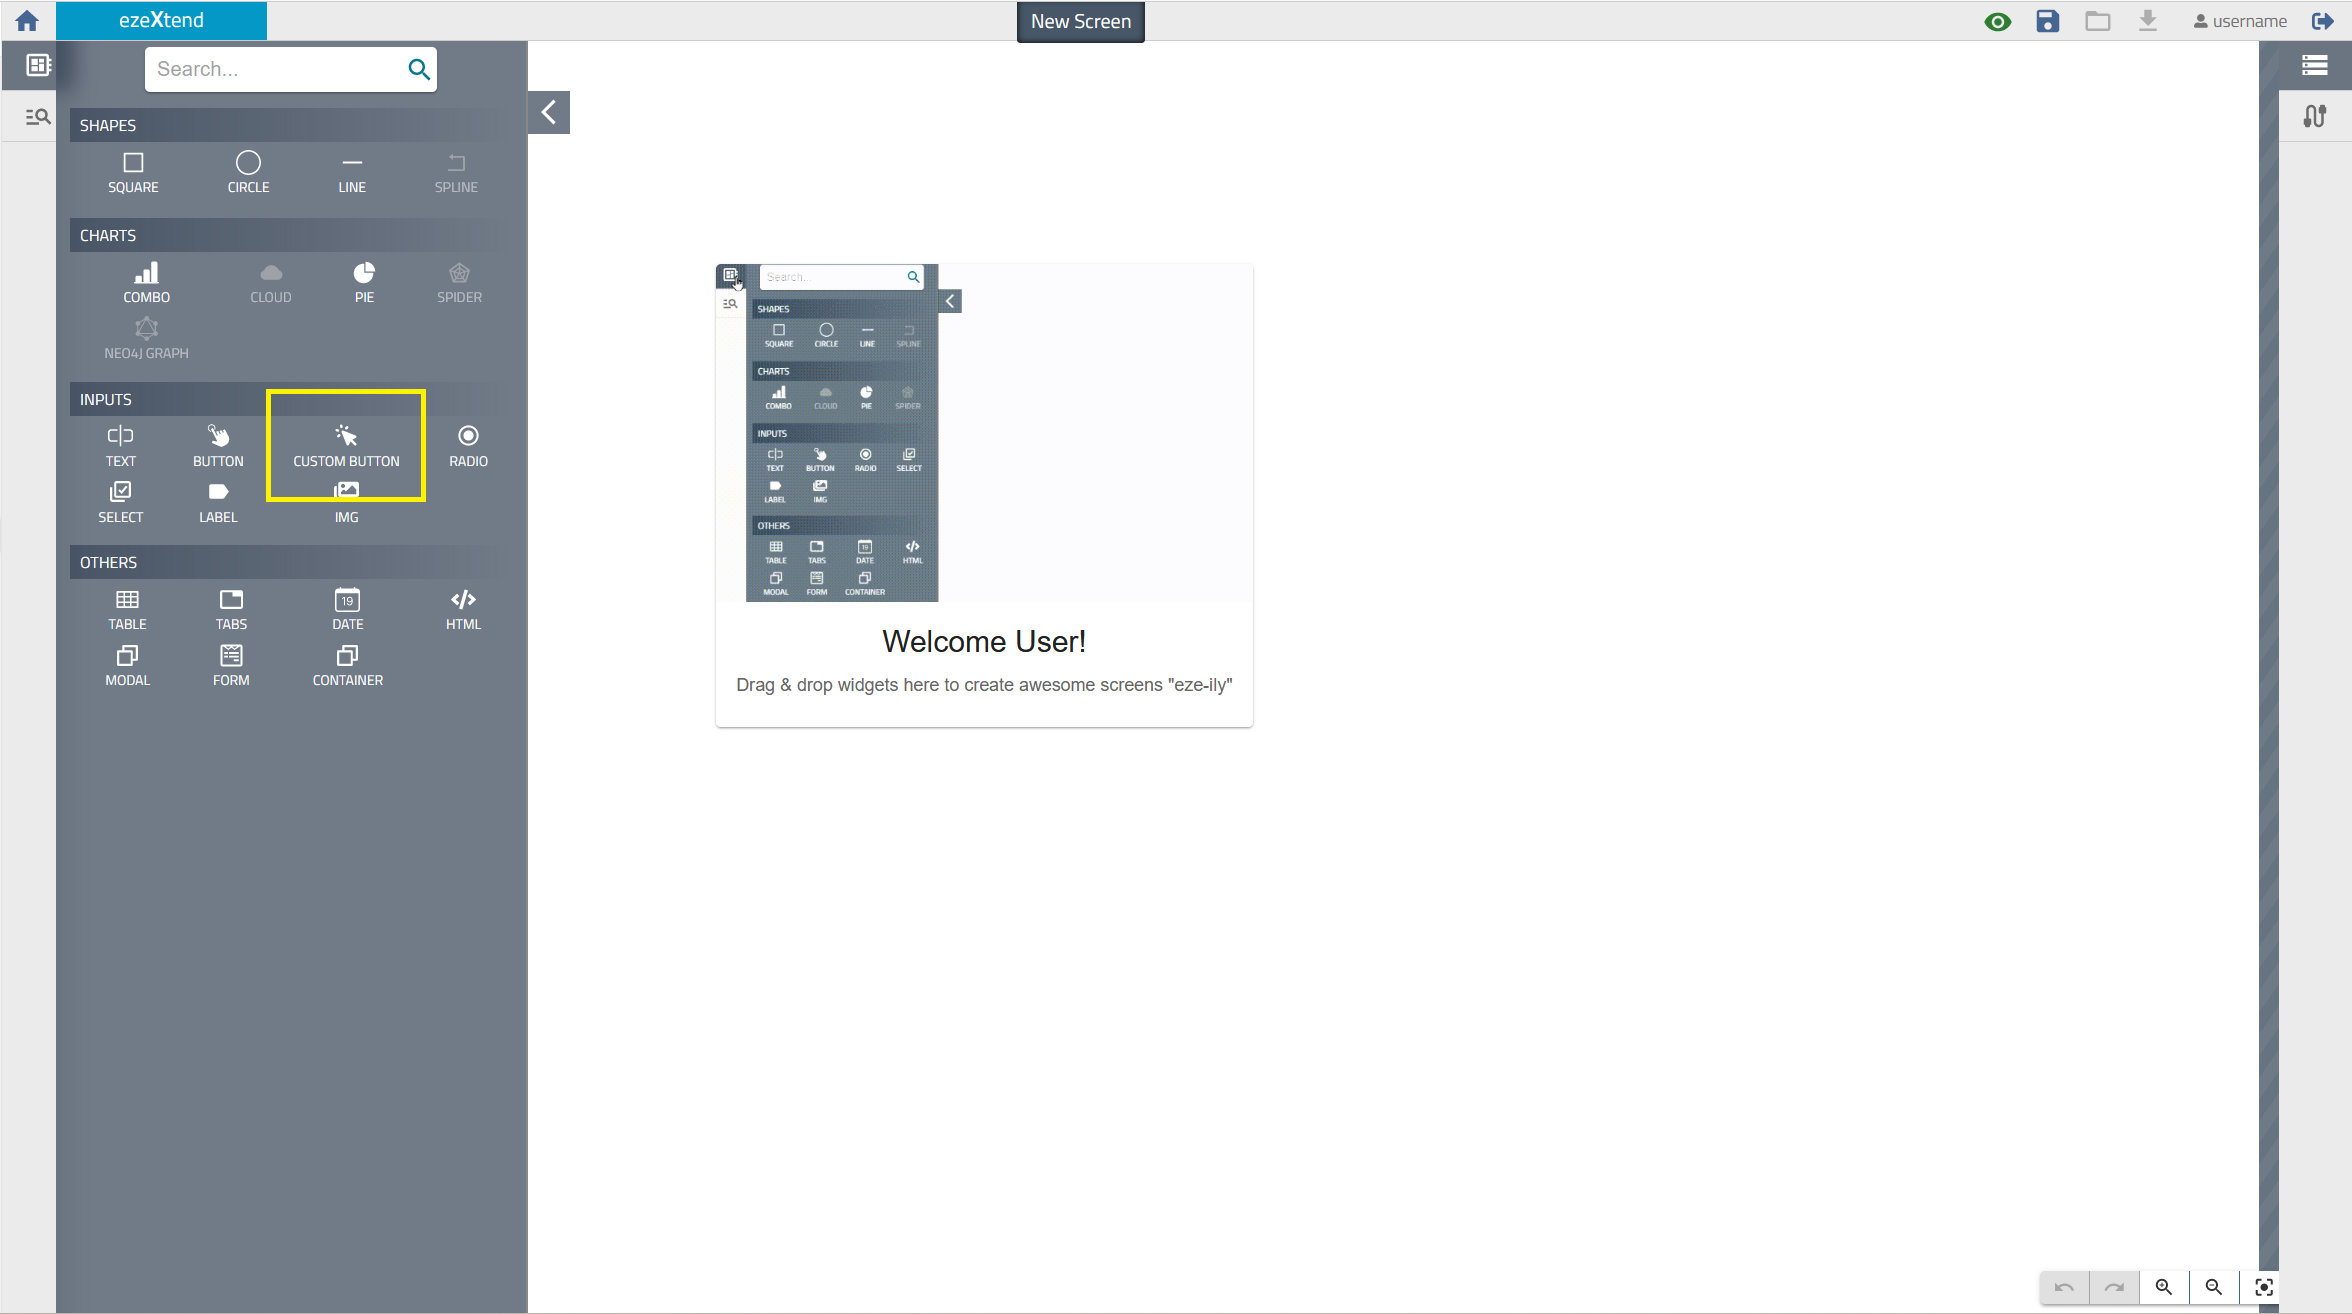 ezeXtend
New Screen
username
Search...
SHAPES
SQUARE CIRCLE LINE SPLINE
CHARTS
COMBO CLOUD PIE SPIDER
NEO4J GRAPH
INPUTS
TEXT BUTTON CUSTOM BUTTON RADIO
SELECT LABEL IMG
OTHERS
19
TABLE TABS DATE HTML
MODAL FORM CONTAINER
Search...
SHAPES
SQUARE CIRCLE LINE SPLINE
CHARTS
COMBO CLOUD PIE SPIDER
INPUTS
TEXT BUTTON RADIO SELECT
LABEL IMG
OTHERS
19
TABLE TABS DATE HTML
MODAL FORM CONTAINER
Welcome User!
Drag & drop widgets here to create awesome screens "eze-ily"